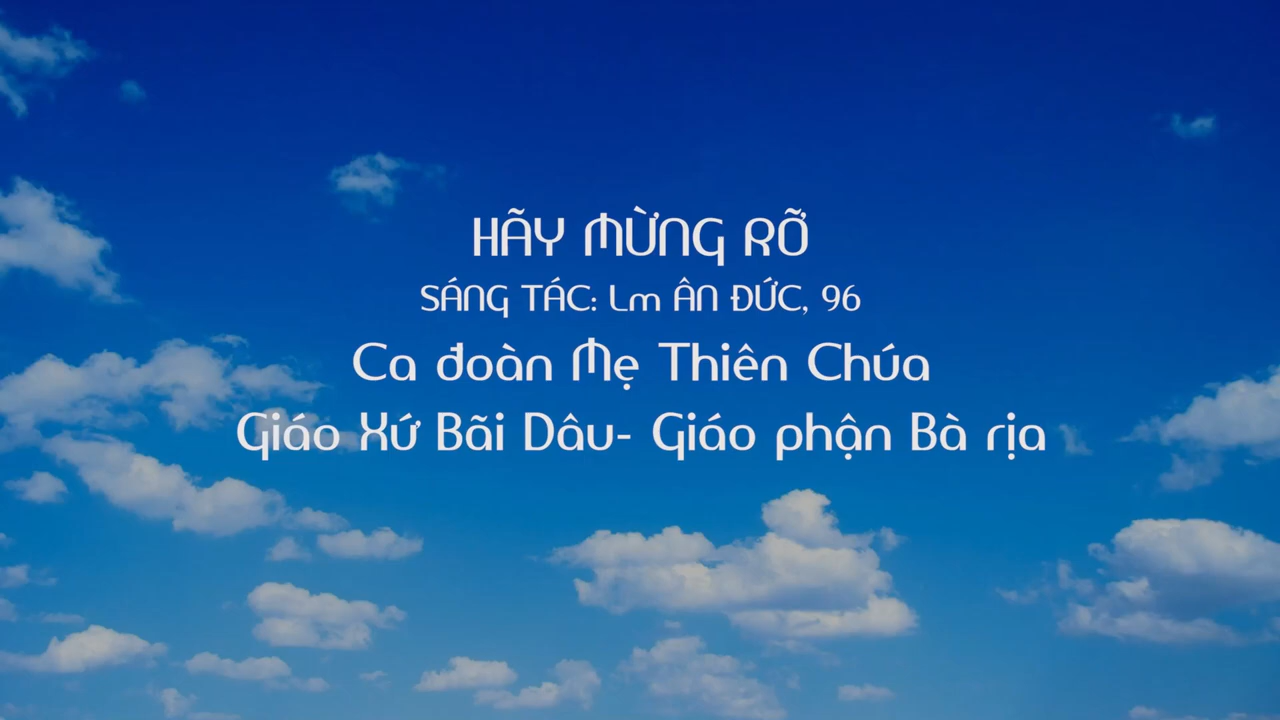 HÃY MỪNG RỠ
SÁNG TÁC: Lm ÂN ĐỨC, 96
Ca đoàn Mẹ Thiên Chúa
Giáo Xứ Bãi Dâu- Giáo phận Bà rịa